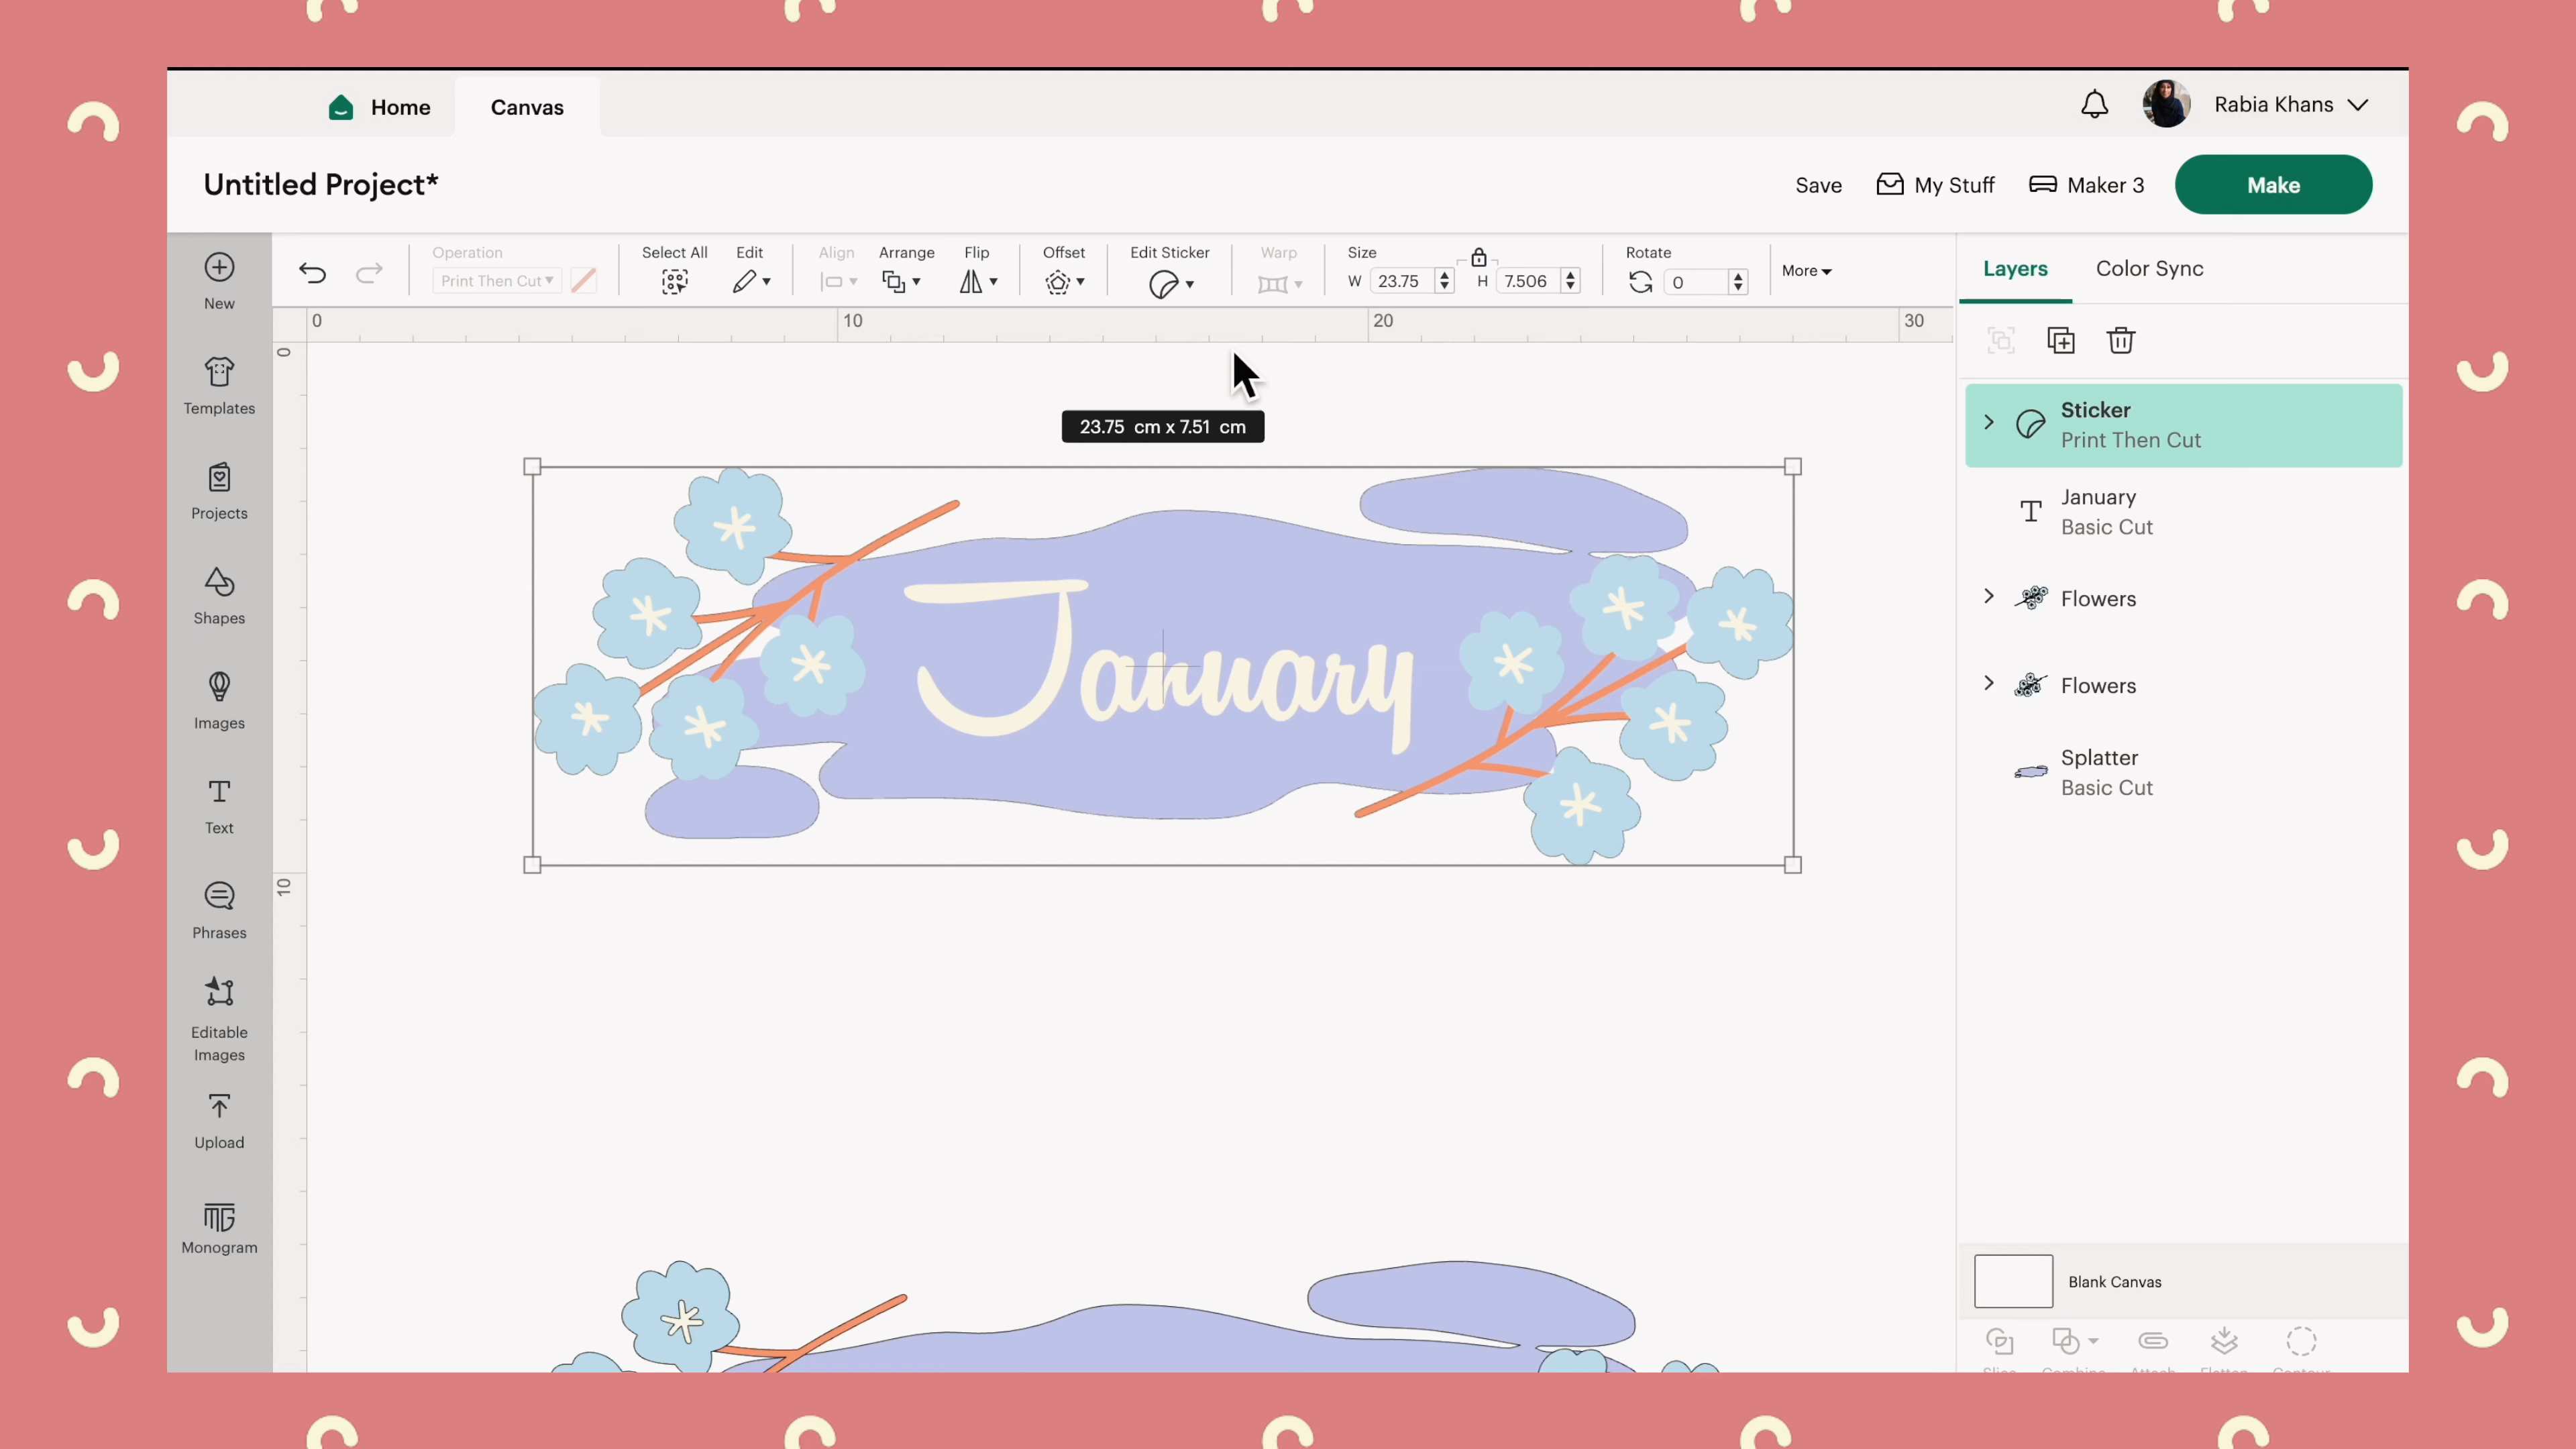 Home
Canvas
Rabia Khans
Untitled Project*
Save
My Stuff
Maker 3
Make
Operation
Print Then Cut
Select All
Edit
Align
Arrange
Flip
Offset
Edit Sticker
Warp
Size
W 23.75
H 7.506
Rotate
0
More
Layers
Color Sync
New
Templates
Projects
Shapes
Images
Text
Phrases
Editable
Images
Upload
Monogram
0
10
20
30
0
10
23.75 cm x 7.51 cm
January
Sticker
Print Then Cut
January
Basic Cut
Flowers
Flowers
Splatter
Basic Cut
Blank Canvas